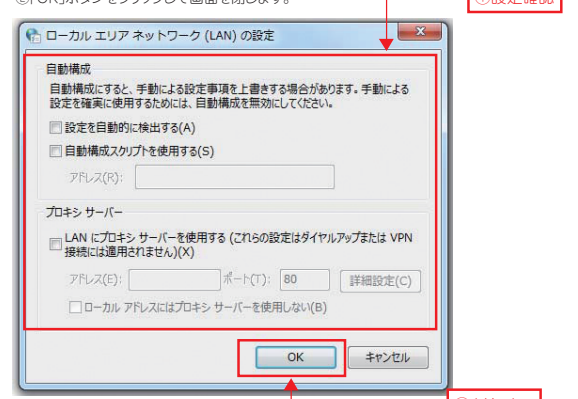 ローカル エリア ネットワーク (LAN) の設定
自動構成
自動構成にすると、手動による設定事項を上書きする場合があります。手動による
設定を確実に使用するためには、自動構成を無効にしてください。
設定を自動的に検出する(A)
自動構成スクリプトを使用する(S)
アドレス(R):
プロキシ サーバー
LAN にプロキシ サーバーを使用する (これらの設定はダイヤルアップまたは VPN
接続には適用されません)(X)
アドレス(E): ポート(T): 80 詳細設定(C)
ローカル アドレスにはプロキシ サーバーを使用しない(B)
OK キャンセル